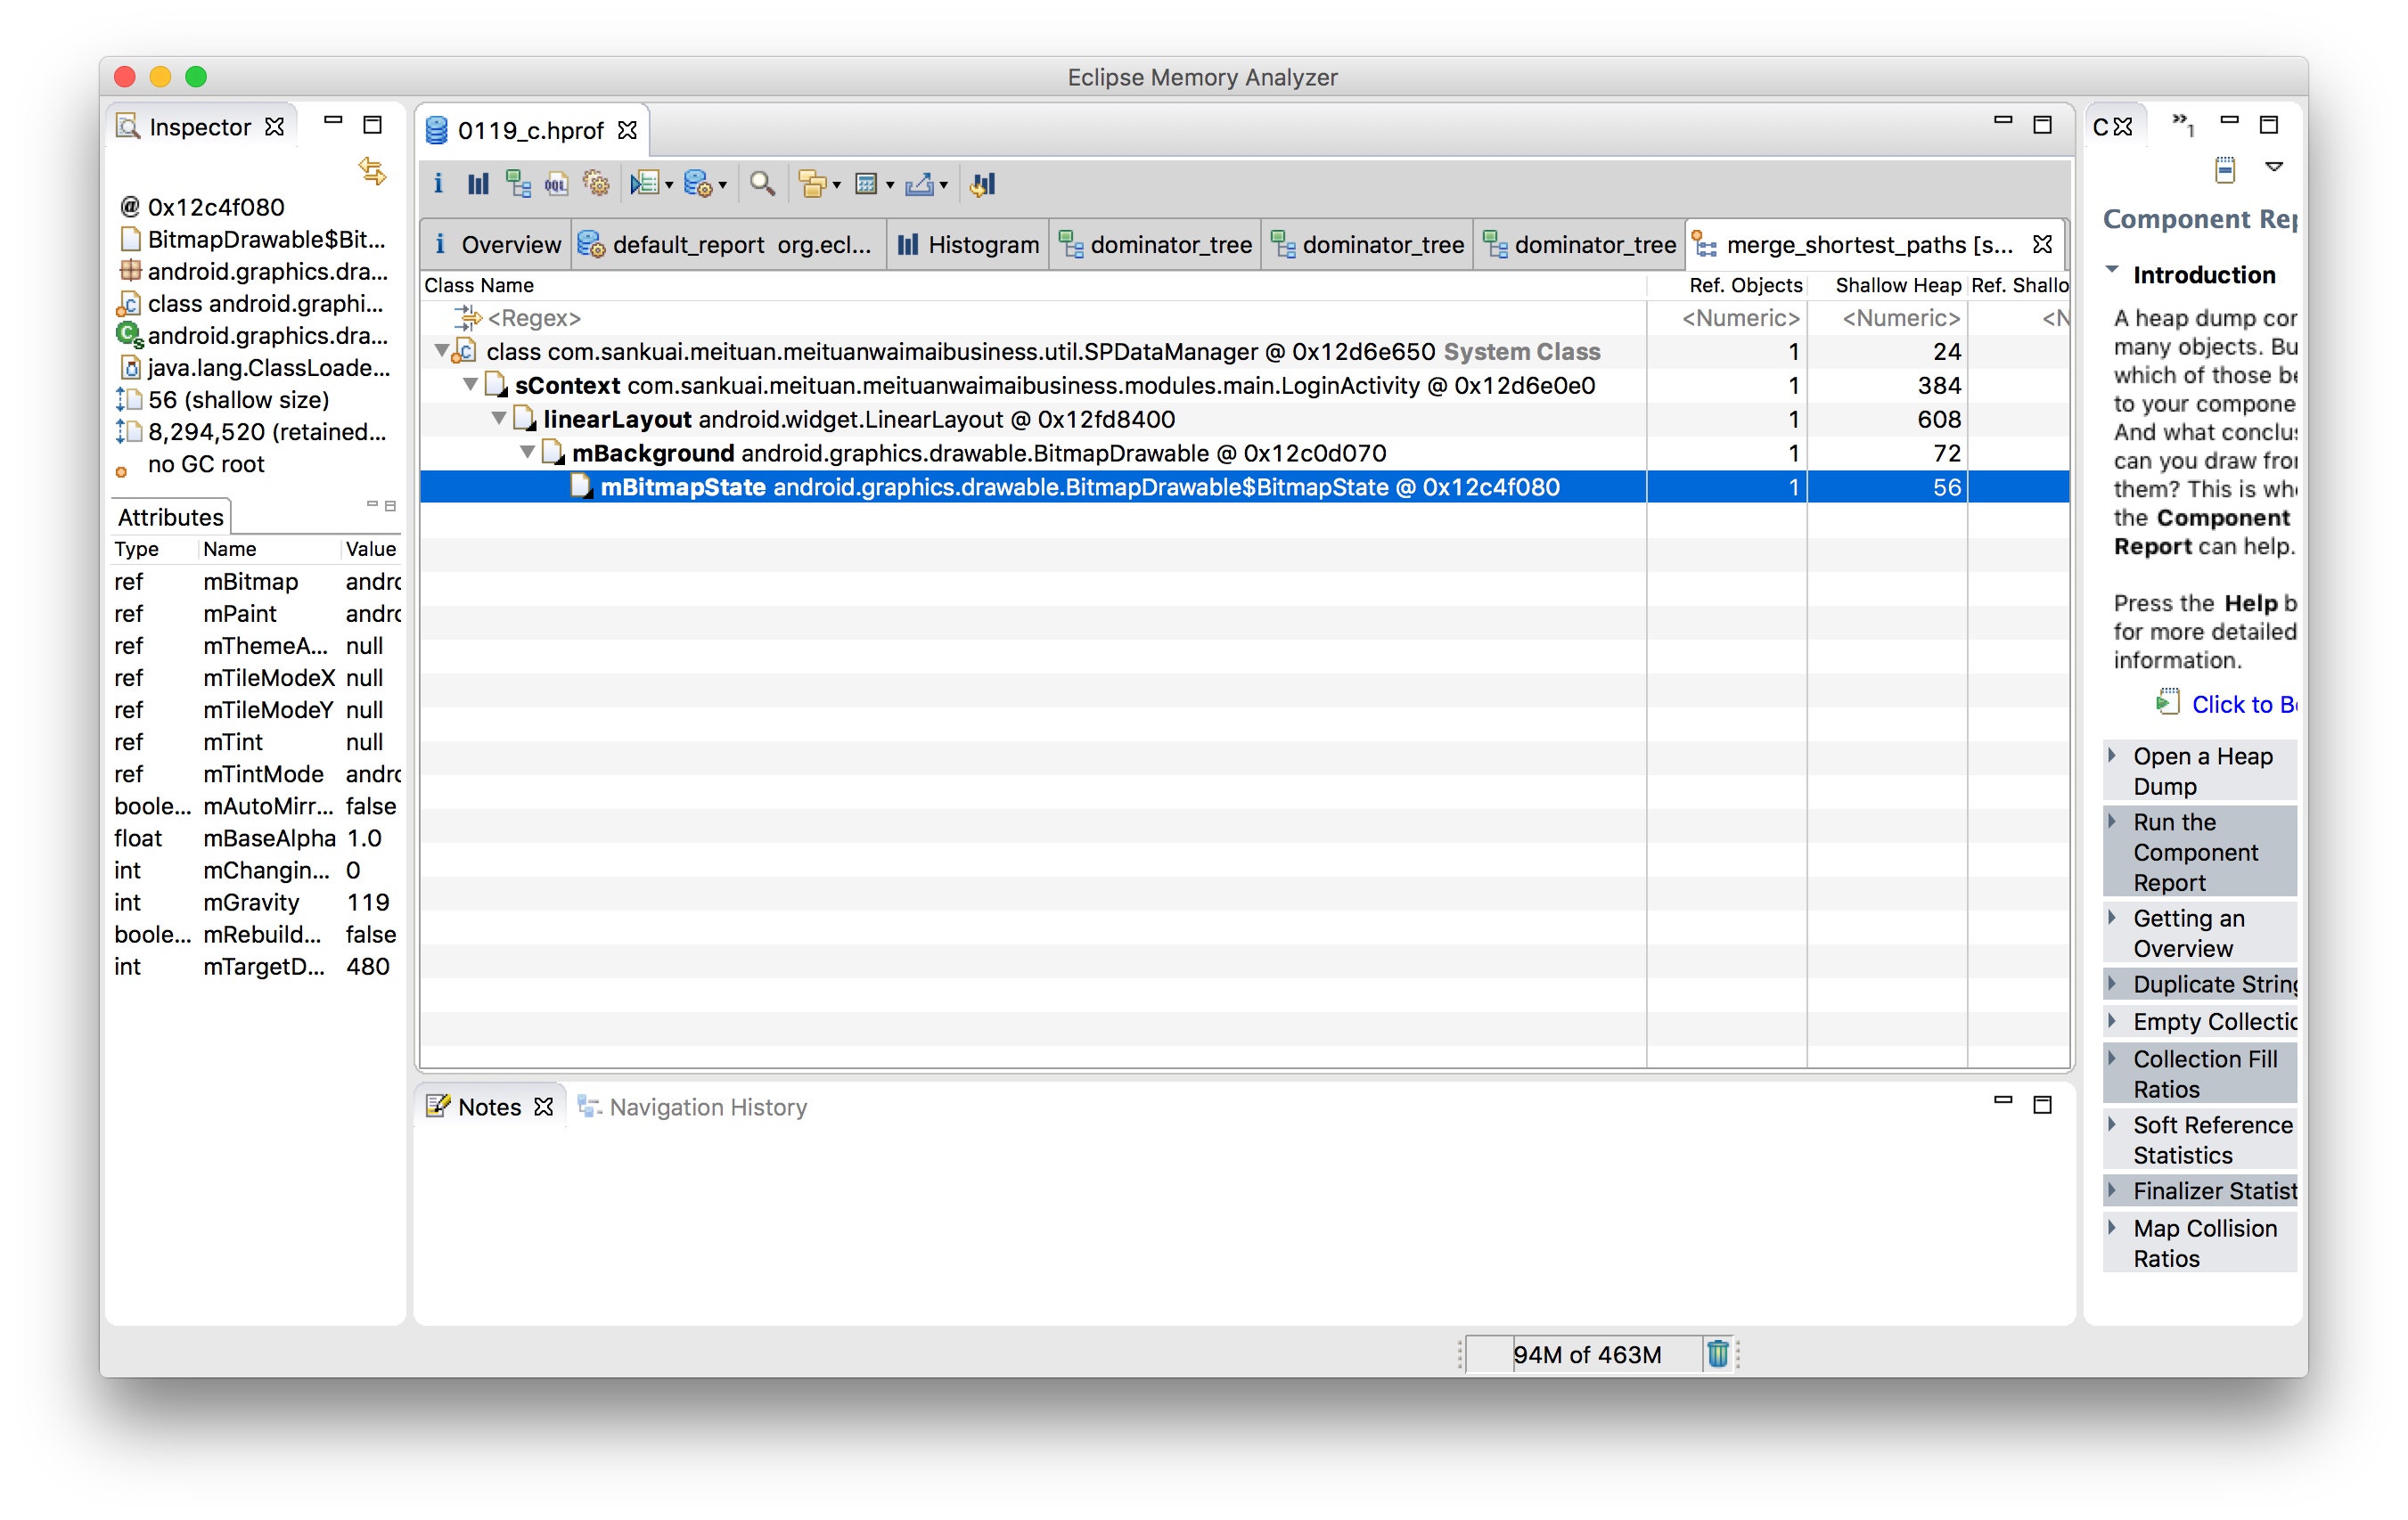 Eclipse Memory Analyzer
Inspector
@ 0x12c4f080
BitmapDrawable$Bit...
android.graphics.dra...
class android.graphi...
android.graphics.dra...
java.lang.ClassLoade...
56 (shallow size)
8,294,520 (retained...
no GC root
Attributes
Type Name Value
ref mBitmap andro
ref mPaint andro
ref mThemeA... null
ref mTileModeX null
ref mTileModeY null
ref mTint null
ref mTintMode andro
boole... mAutoMirr... false
float mBaseAlpha 1.0
int mChangin... 0
int mGravity 119
boole... mRebuild... false
int mTargetD... 480
0119_c.hprof
i Overview default_report org.ecl... Histogram dominator_tree dominator_tree dominator_tree merge_shortest_paths [s...
Class Name Ref. Objects Shallow Heap Ref. Shallo
<Regex> <Numeric> <Numeric> <N
class com.sankuai.meituan.meituanwaimaibusiness.util.SPDataManager @ 0x12d6e650 System Class 1 24
sContext com.sankuai.meituan.meituanwaimaibusiness.modules.main.LoginActivity @ 0x12d6e0e0 1 384
linearLayout android.widget.LinearLayout @ 0x12fd8400 1 608
mBackground android.graphics.drawable.BitmapDrawable @ 0x12c0d070 1 72
mBitmapState android.graphics.drawable.BitmapDrawable$BitmapState @ 0x12c4f080 1 56
Notes Navigation History
94M of 463M
C »1
Component Rep
Introduction
A heap dump cor
many objects. Bu
which of those be
to your compone
And what conclus
can you draw fror
them? This is wh
the Component
Report can help.
Press the Help b
for more detailed
information.
Click to Be
Open a Heap
Dump
Run the
Component
Report
Getting an
Overview
Duplicate String
Empty Collectic
Collection Fill
Ratios
Soft Reference
Statistics
Finalizer Statist
Map Collision
Ratios